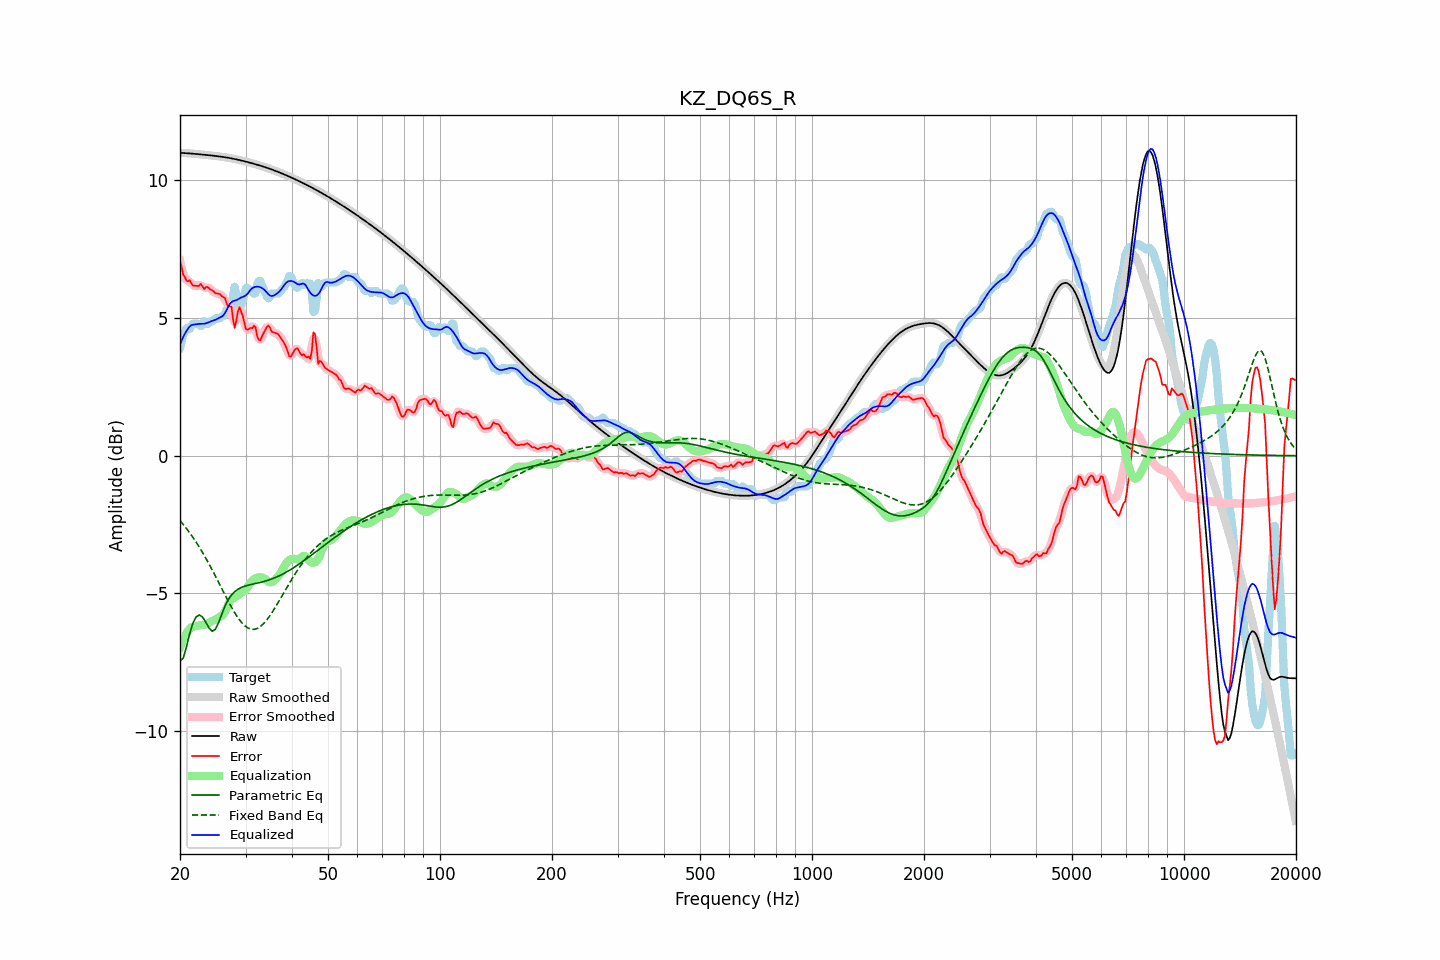 KZ_DQ6S_R
Amplitude (dBr)
10
5
0
−5
−10
Target
Raw Smoothed
Error Smoothed
Raw
Error
Equalization
Parametric Eq
Fixed Band Eq
Equalized
20 50 100 200 500 1000 2000 5000 10000 20000
Frequency (Hz)